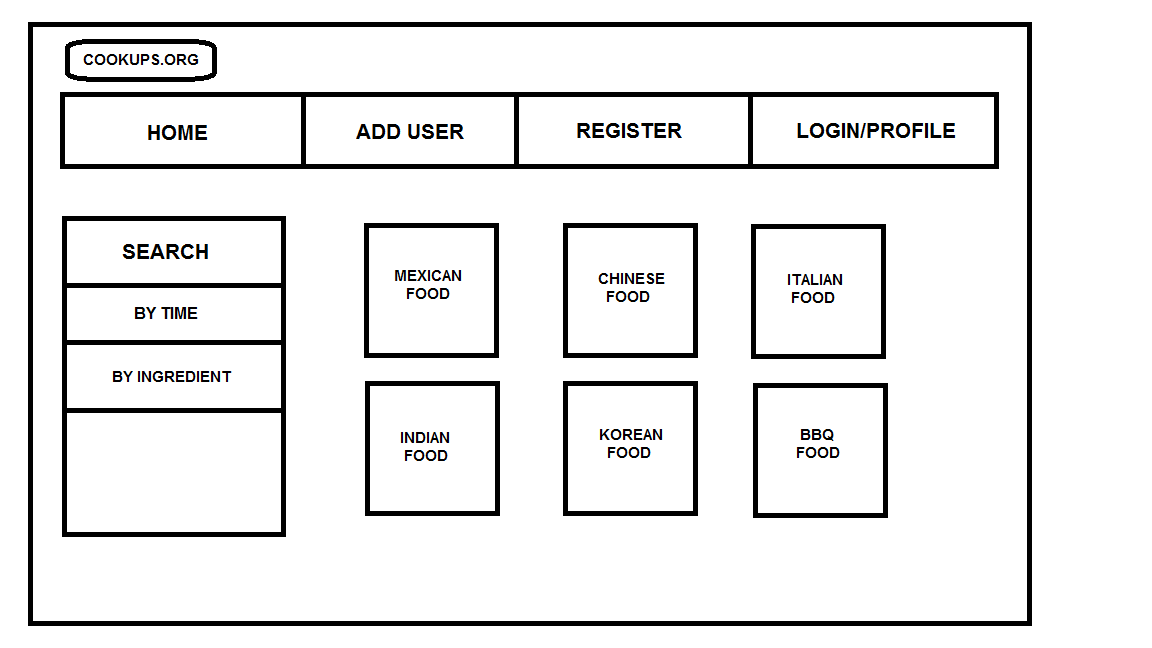 COOKUPS.ORG
HOME
ADD USER
REGISTER
LOGIN/PROFILE
SEARCH
BY TIME
BY INGREDIENT
MEXICAN
FOOD
CHINESE
FOOD
ITALIAN
FOOD
INDIAN
FOOD
KOREAN
FOOD
BBQ
FOOD